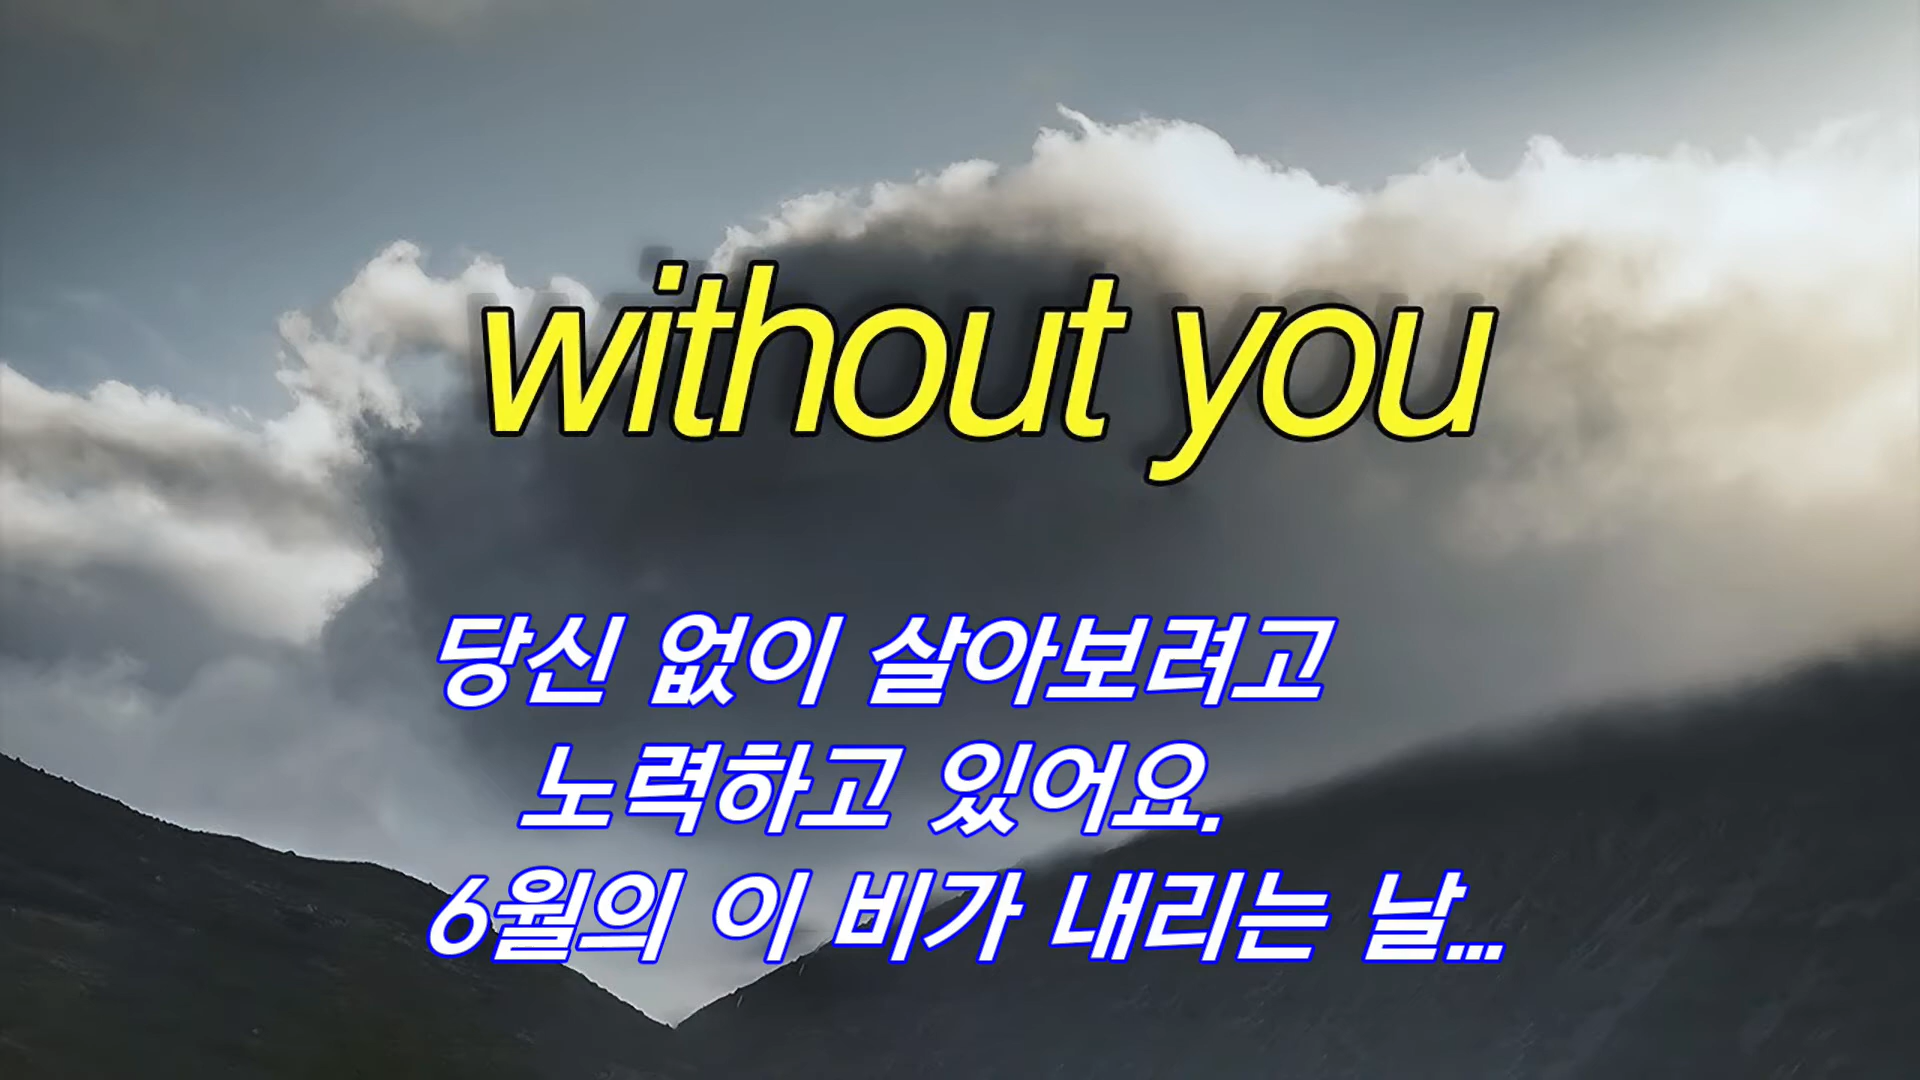 without you
당신 없이 살아보려고
노력하고 있어요.
6월의 이 비가 내리는 날...